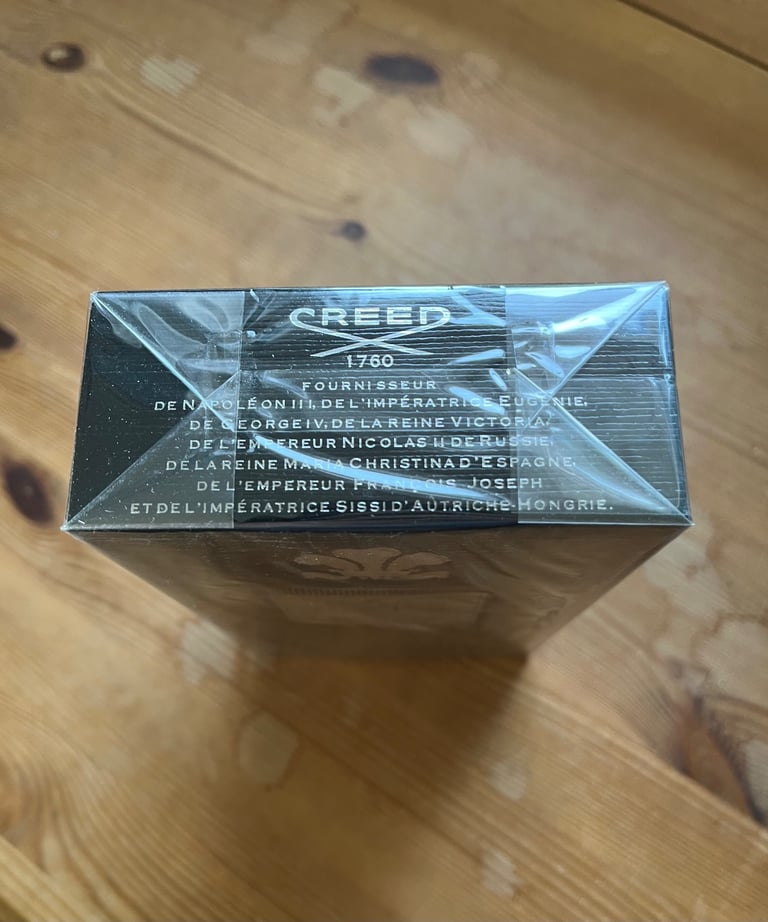 CREED
1760
FOURNISSEUR
DE NAPOLÉON III, DE L'IMPÉRATRICE EUGÉNIE,
DE GEORGE IV, DE LA REINE VICTORIA,
DE L'EMPEREUR NICOLAS II DE RUSSIE,
DE LA REINE MARIA CHRISTINA D'ESPAGNE,
DE L'EMPEREUR FRANÇOIS JOSEPH
ET DE L'IMPÉRATRICE SISSI D'AUTRICHE-HONGRIE.